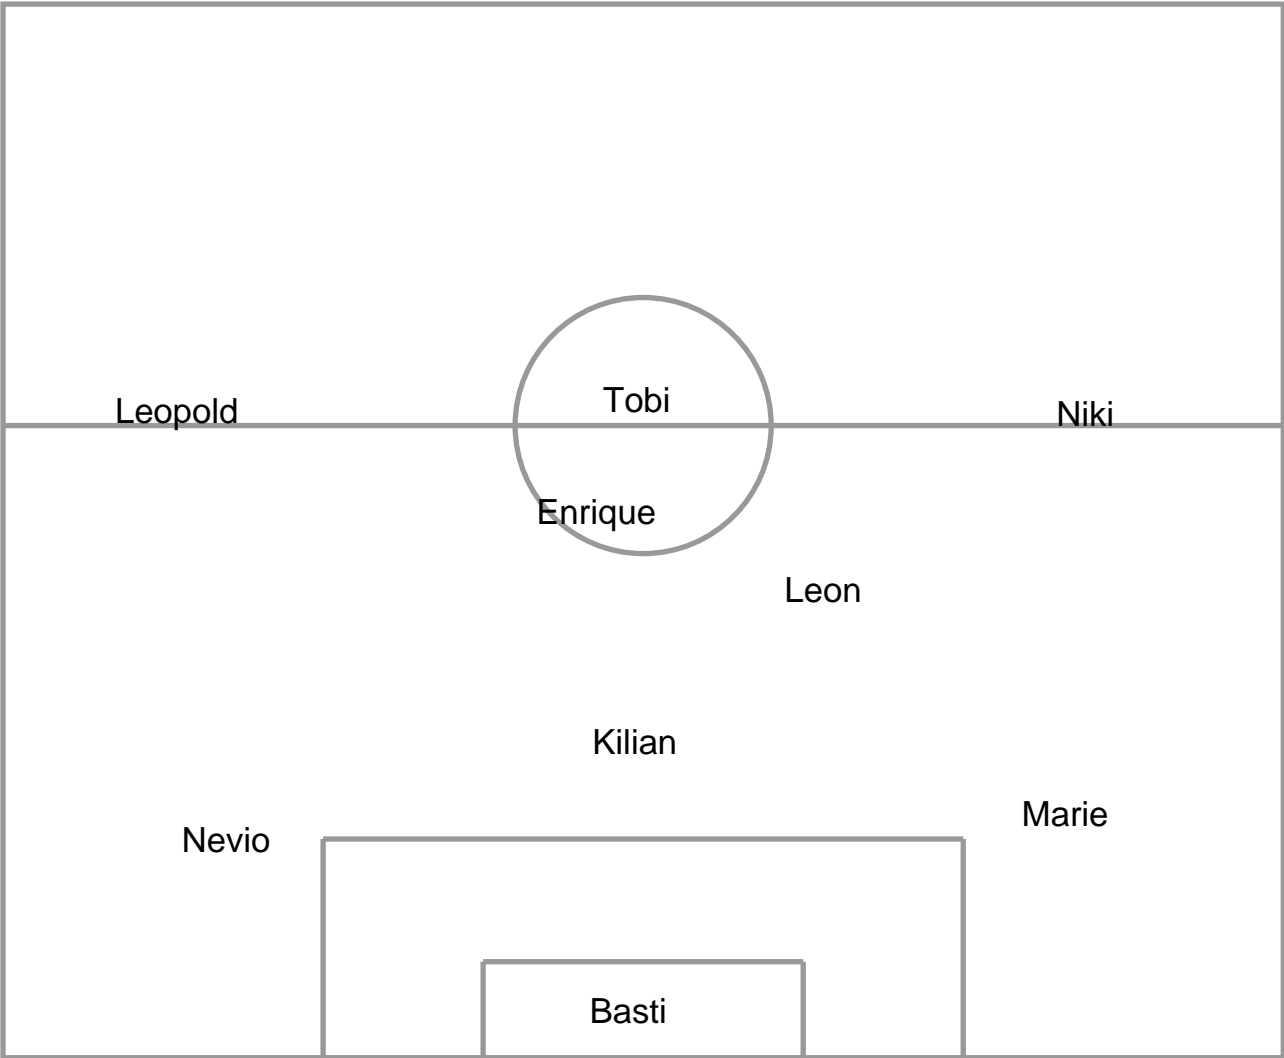 Leopold
Tobi
Niki
Enrique
Leon
Kilian
Marie
Nevio
Basti